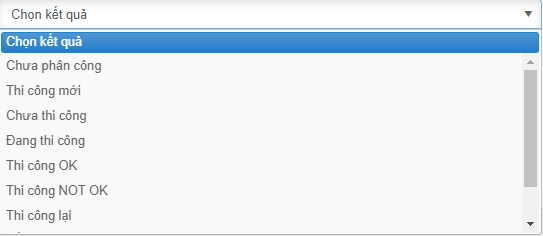 Chọn kết quả
Chọn kết quả
Chưa phân công
Thi công mới
Chưa thi công
Đang thi công
Thi công OK
Thi công NOT OK
Thi công lại